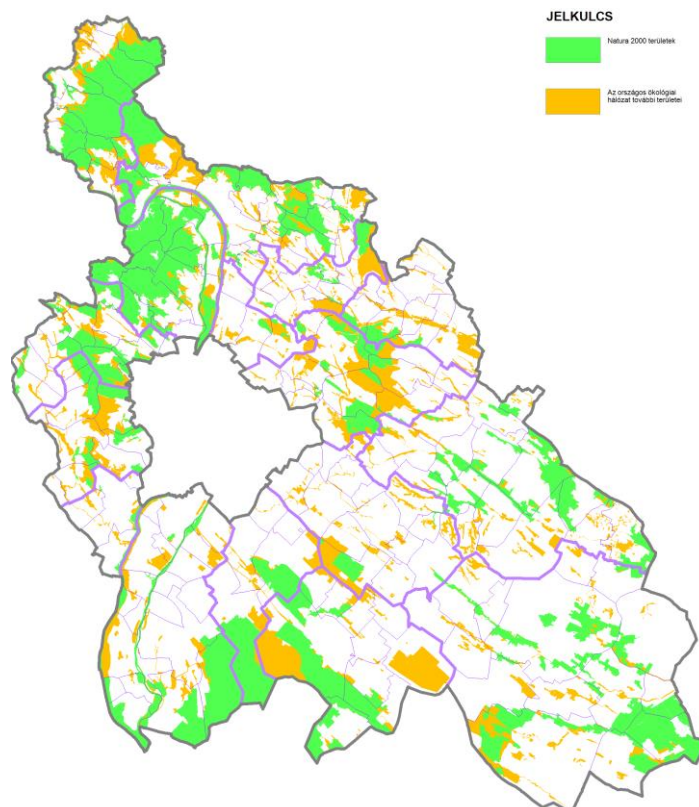 JELKULCS
Natura 2000 területek
Az országos ökológiai
hálózat további területei